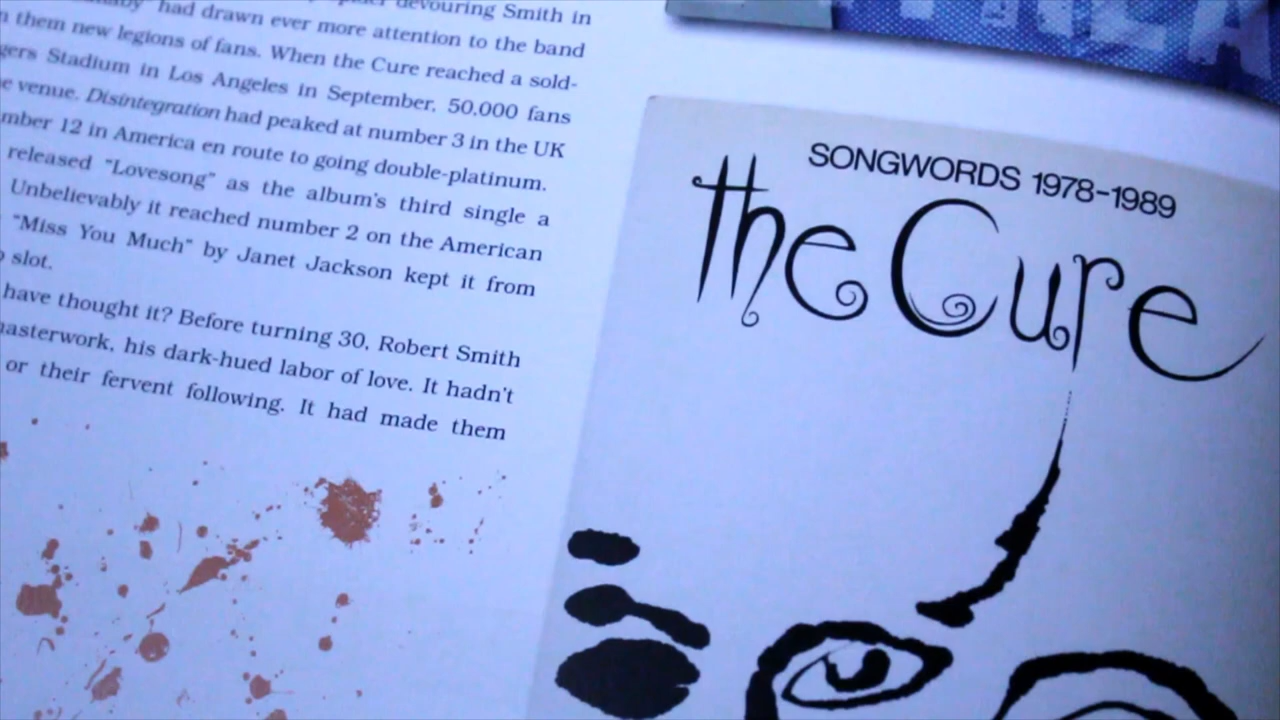 devouring Smith in
had drawn ever more attention to the band
them new legions of fans. When the Cure reached a sold-
gers Stadium in Los Angeles in September, 50,000 fans
e venue. Disintegration had peaked at number 3 in the UK
mber 12 in America en route to going double-platinum.
released "Lovesong" as the album's third single a
Unbelievably it reached number 2 on the American
"Miss You Much" by Janet Jackson kept it from
slot.
have thought it? Before turning 30, Robert Smith
masterwork, his dark-hued labor of love. It hadn't
or their fervent following. It had made them
SONGWORDS 1978-1989
the Cure